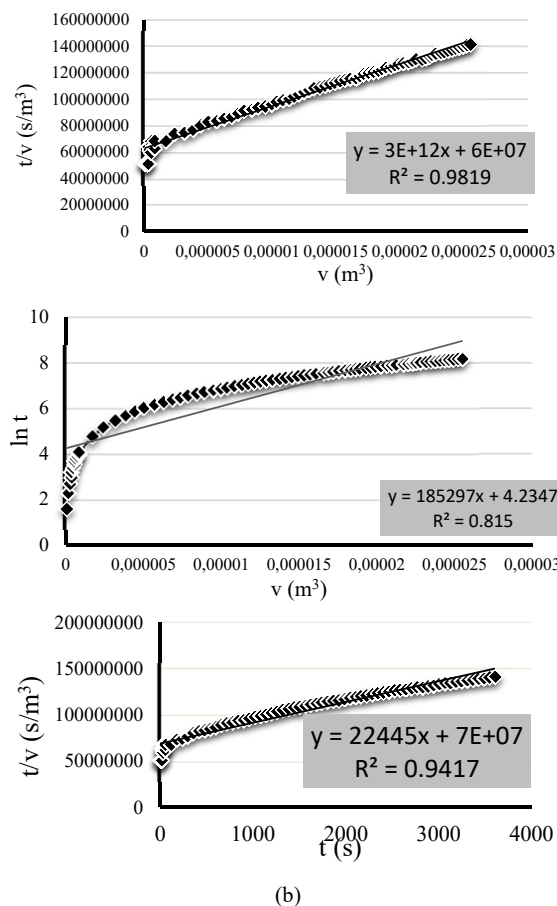 t/v (s/m³)
160000000
140000000
120000000
100000000
80000000
60000000
40000000
20000000
0
y = 3E+12x + 6E+07
R² = 0.9819
0 0,000005 0,00001 0,000015 0,00002 0,000025 0,00003
v (m³)
ln t
10
8
6
4
2
0
y = 185297x + 4.2347
R² = 0.815
0 0,000005 0,00001 0,000015 0,00002 0,000025 0,00003
v (m³)
t/v (s/m³)
200000000
150000000
100000000
50000000
0
y = 22445x + 7E+07
R² = 0.9417
0 1000 2000 3000 4000
t (s)
(b)